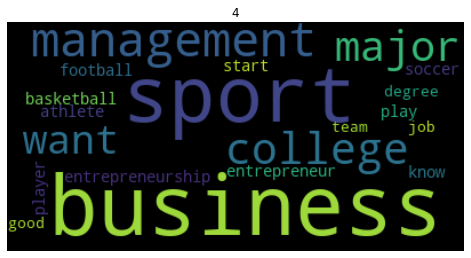 4
management
major
football
start
soccer
sport
basketball
degree
athlete
play
want
team
job
college
player
entrepreneurship
entrepreneur
know
business
good